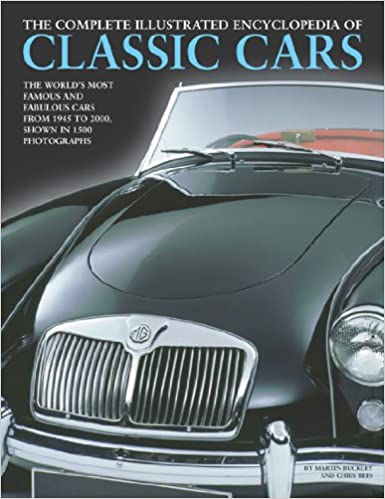 THE COMPLETE ILLUSTRATED ENCYCLOPEDIA OF
CLASSIC CARS
THE WORLD'S MOST
FAMOUS AND
FABULOUS CARS
FROM 1945 TO 2000,
SHOWN IN 1500
PHOTOGRAPHS
MG
BY MARTIN BUCKLEY
AND CHRIS REES